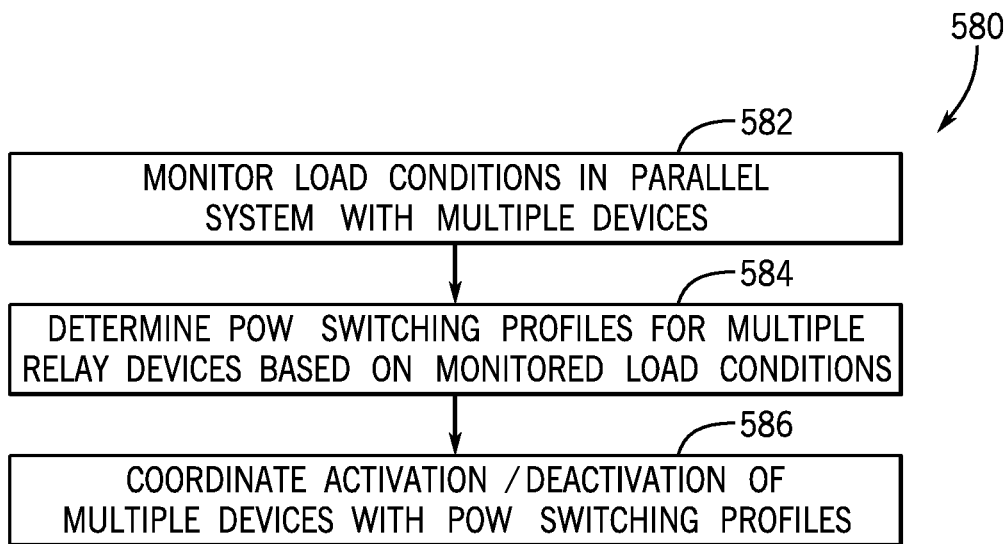 580
582
MONITOR LOAD CONDITIONS IN PARALLEL
SYSTEM WITH MULTIPLE DEVICES
584
DETERMINE POW SWITCHING PROFILES FOR MULTIPLE
RELAY DEVICES BASED ON MONITORED LOAD CONDITIONS
586
COORDINATE ACTIVATION /DEACTIVATION OF
MULTIPLE DEVICES WITH POW SWITCHING PROFILES